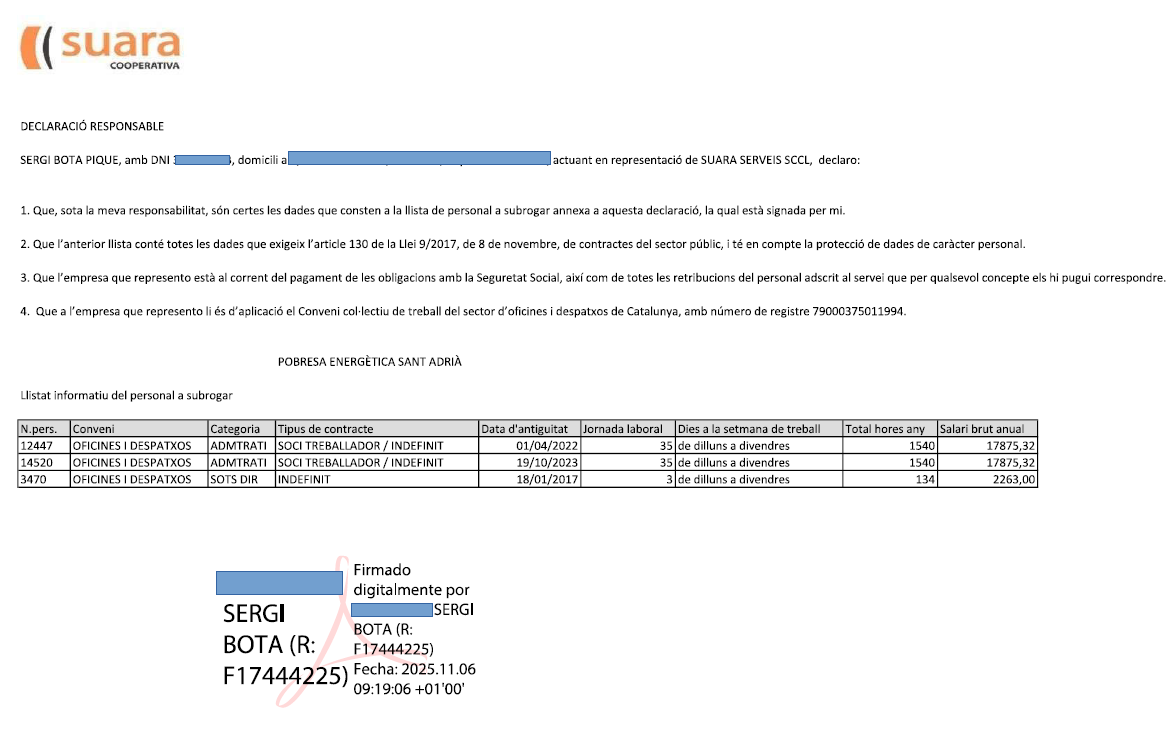 suara
COOPERATIVA
DECLARACIÓ RESPONSABLE
SERGI BOTA PIQUE, amb DNI , domicili a actuant en representació de SUARA SERVEIS SCCL, declaro:
1. Que, sota la meva responsabilitat, són certes les dades que consten a la llista de personal a subrogar annexa a aquesta declaració, la qual està signada per mi.
2. Que l'anterior llista conté totes les dades que exigeix l'article 130 de la Llei 9/2017, de 8 de novembre, de contractes del sector públic, i té en compte la protecció de dades de caràcter personal.
3. Que l'empresa que represento està al corrent del pagament de les obligacions amb la Seguretat Social, així com de totes les retribucions del personal adscrit al servei que per qualsevol concepte els hi pugui correspondre.
4. Que a l'empresa que represento li és d'aplicació el Conveni col·lectiu de treball del sector d'oficines i despatxos de Catalunya, amb número de registre 79000375011994.
POBRESA ENERGÈTICA SANT ADRIÀ
Llistat informatiu del personal a subrogar
N.pers. Conveni Categoria Tipus de contracte Data d'antiguitat Jornada laboral Dies a la setmana de treball Total hores any Salari brut anual
12447 OFICINES I DESPATXOS ADMTRATI SOCI TREBALLADOR / INDEFINIT 01/04/2022 35 de dilluns a divendres 1540 17875,32
14520 OFICINES I DESPATXOS ADMTRATI SOCI TREBALLADOR / INDEFINIT 19/10/2023 35 de dilluns a divendres 1540 17875,32
3470 OFICINES I DESPATXOS SOTS DIR INDEFINIT 18/01/2017 3 de dilluns a divendres 134 2263,00
SERGI
BOTA (R:
F17444225)
Firmado
digitalmente por
SERGI
BOTA (R:
F17444225)
Fecha: 2025.11.06
09:19:06 +01'00'